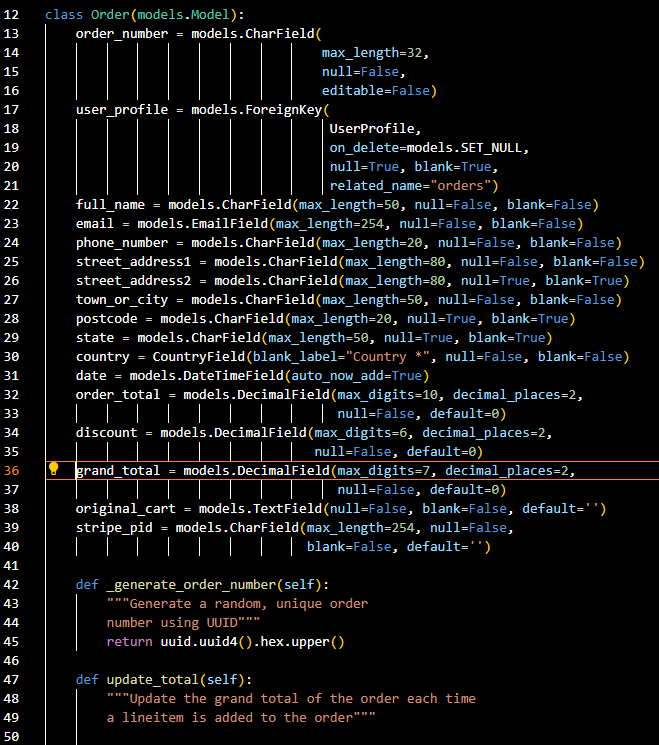 12 class Order(models.Model):
13     order_number = models.CharField(
14                                     max_length=32,
15                                     null=False,
16                                     editable=False)
17     user_profile = models.ForeignKey(
18                                      UserProfile,
19                                      on_delete=models.SET_NULL,
20                                      null=True, blank=True,
21                                      related_name="orders")
22     full_name = models.CharField(max_length=50, null=False, blank=False)
23     email = models.EmailField(max_length=254, null=False, blank=False)
24     phone_number = models.CharField(max_length=20, null=False, blank=False)
25     street_address1 = models.CharField(max_length=80, null=False, blank=False)
26     street_address2 = models.CharField(max_length=80, null=True, blank=True)
27     town_or_city = models.CharField(max_length=50, null=False, blank=False)
28     postcode = models.CharField(max_length=20, null=True, blank=True)
29     state = models.CharField(max_length=50, null=True, blank=True)
30     country = CountryField(blank_label="Country *", null=False, blank=False)
31     date = models.DateTimeField(auto_now_add=True)
32     order_total = models.DecimalField(max_digits=10, decimal_places=2,
33                                       null=False, default=0)
34     discount = models.DecimalField(max_digits=6, decimal_places=2,
35                                    null=False, default=0)
36     grand_total = models.DecimalField(max_digits=7, decimal_places=2,
37                                       null=False, default=0)
38     original_cart = models.TextField(null=False, blank=False, default='')
39     stripe_pid = models.CharField(max_length=254, null=False,
40                                   blank=False, default='')
41
42     def _generate_order_number(self):
43         """Generate a random, unique order
44         number using UUID"""
45         return uuid.uuid4().hex.upper()
46
47     def update_total(self):
48         """Update the grand total of the order each time
49         a lineitem is added to the order"""
50